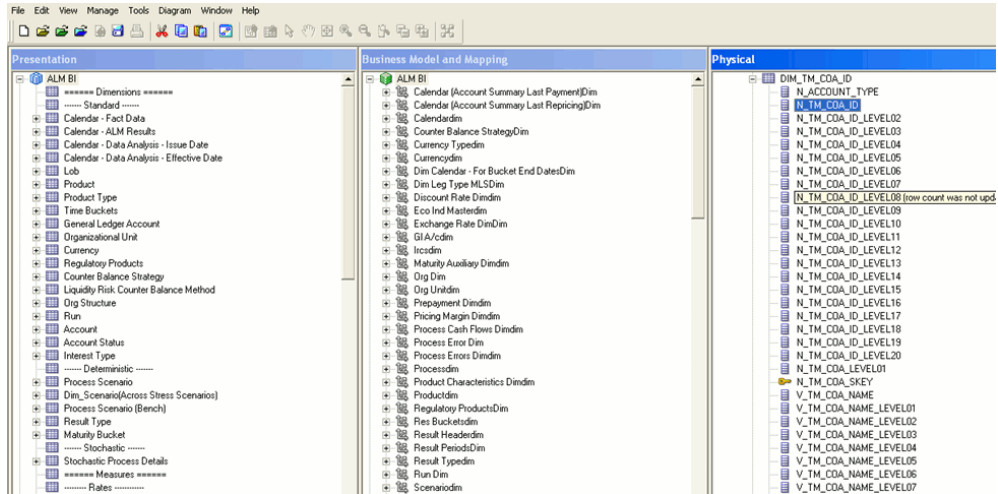 File Edit View Manage Tools Diagram Window Help
Presentation
ALM BI
====== Dimensions ======
------- Standard -------
Calendar - Fact Data
Calendar - ALM Results
Calendar - Data Analysis - Issue Date
Calendar - Data Analysis - Effective Date
Lob
Product
Product Type
Time Buckets
General Ledger Account
Organizational Unit
Currency
Regulatory Products
Counter Balance Strategy
Liquidity Risk Counter Balance Method
Org Structure
Run
Account
Account Status
Interest Type
------- Deterministic -------
Process Scenario
Dim_Scenario(Across Stress Scenarios)
Process Scenario (Bench)
Result Type
Maturity Bucket
------- Stochastic -------
Stochastic Process Details
====== Measures ======
--------- Rates ------------
Business Model and Mapping
ALM BI
Calendar (Account Summary Last Payment)Dim
Calendar (Account Summary Last Repricing)Dim
Calendardim
Counter Balance StrategyDim
Currency Typedim
Currencydim
Dim Calendar - For Bucket End DatesDim
Dim Leg Type MLSDim
Discount Rate Dimdim
Eco Ind Masterdim
Exchange Rate DimDim
Gl A/cdim
Ircsdim
Maturity Auxiliary Dimdim
Org Dim
Org Unitdim
Prepayment Dimdim
Pricing Margin Dimdim
Process Cash Flows Dimdim
Process Error Dim
Process Errors Dimdim
Processdim
Product Characteristics Dimdim
Productdim
Regulatory ProductsDim
Res Bucketsdim
Result Headerdim
Result PeriodsDim
Result Typedim
Run Dim
Scenariodim
Physical
DIM_TM_COA_ID
N_ACCOUNT_TYPE
N_TM_COA_ID
N_TM_COA_ID_LEVEL02
N_TM_COA_ID_LEVEL03
N_TM_COA_ID_LEVEL04
N_TM_COA_ID_LEVEL05
N_TM_COA_ID_LEVEL06
N_TM_COA_ID_LEVEL07
N_TM_COA_ID_LEVEL08 (row count was not upda
N_TM_COA_ID_LEVEL09
N_TM_COA_ID_LEVEL10
N_TM_COA_ID_LEVEL11
N_TM_COA_ID_LEVEL12
N_TM_COA_ID_LEVEL13
N_TM_COA_ID_LEVEL14
N_TM_COA_ID_LEVEL15
N_TM_COA_ID_LEVEL16
N_TM_COA_ID_LEVEL17
N_TM_COA_ID_LEVEL18
N_TM_COA_ID_LEVEL19
N_TM_COA_ID_LEVEL20
N_TM_COA_LEVEL01
N_TM_COA_SKEY
V_TM_COA_NAME
V_TM_COA_NAME_LEVEL01
V_TM_COA_NAME_LEVEL02
V_TM_COA_NAME_LEVEL03
V_TM_COA_NAME_LEVEL04
V_TM_COA_NAME_LEVEL05
V_TM_COA_NAME_LEVEL06
V_TM_COA_NAME_LEVEL07